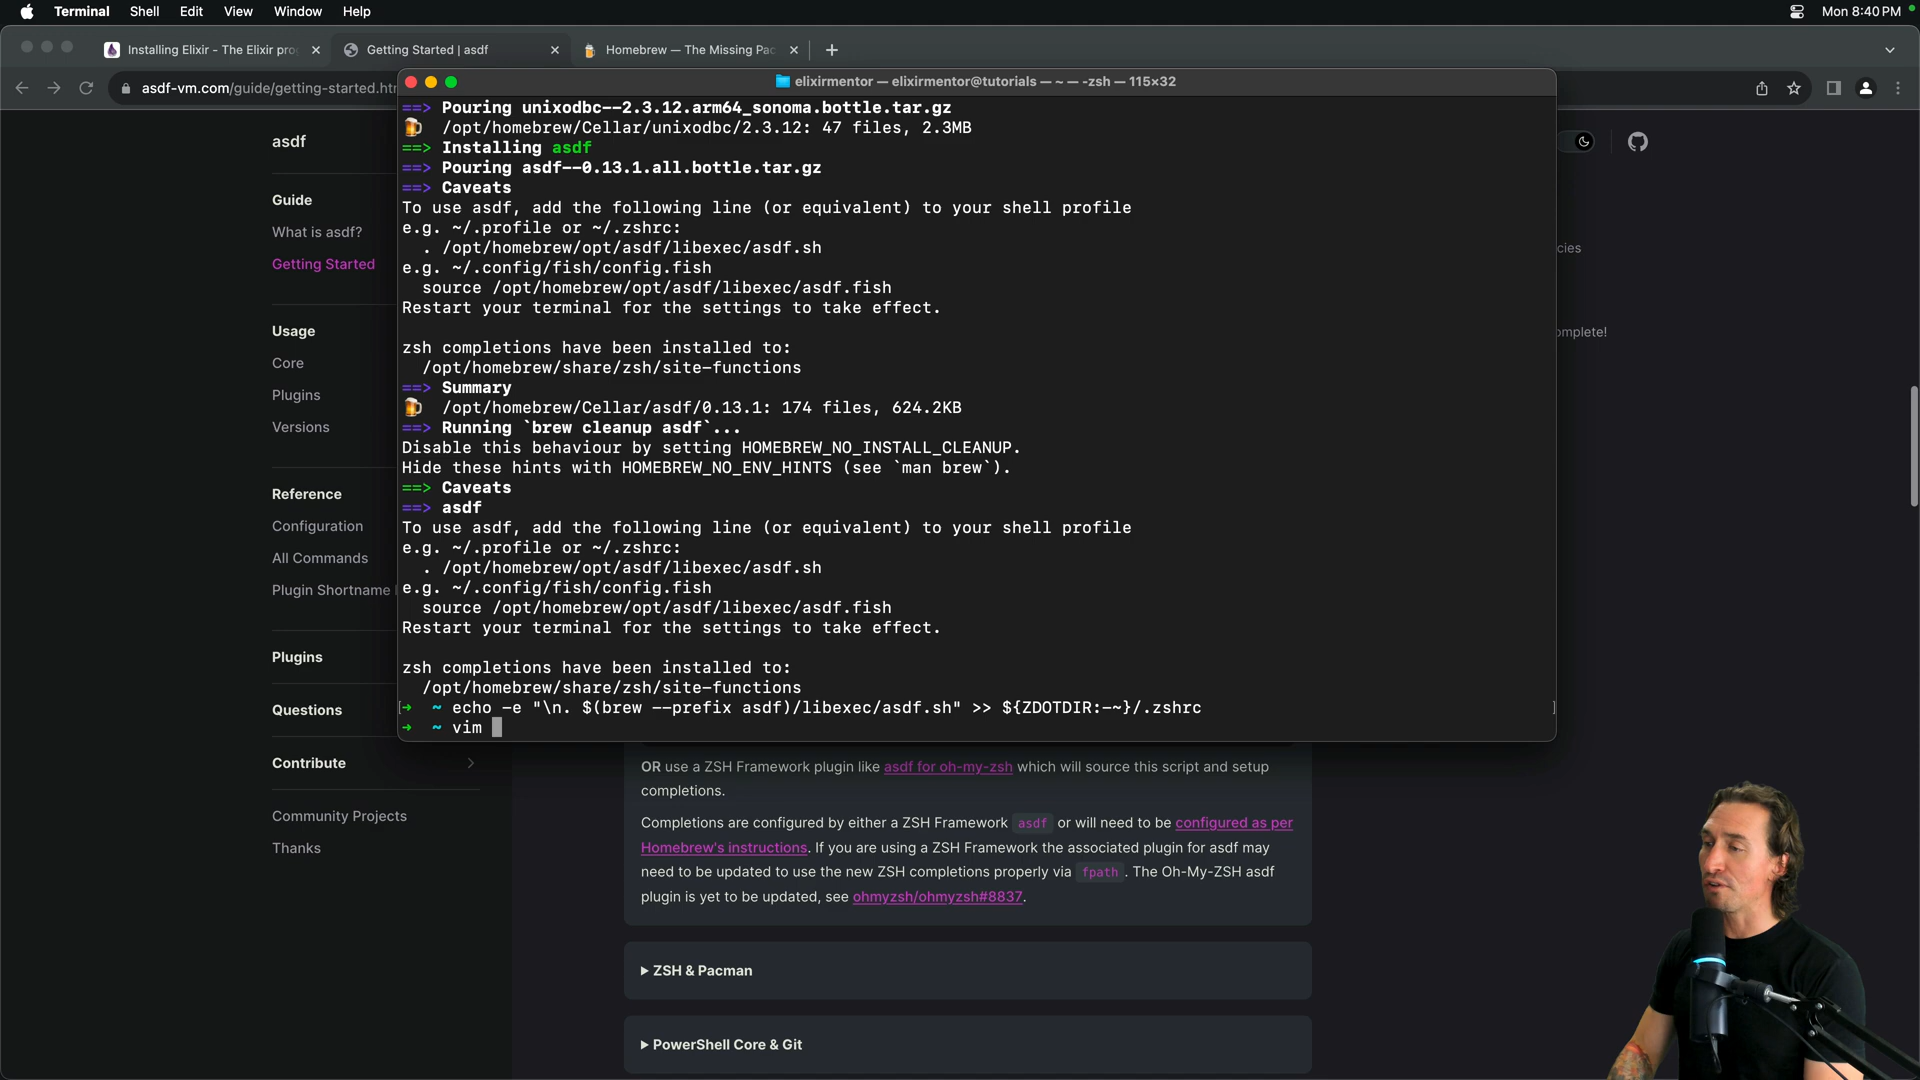 Terminal Shell Edit View Window Help Mon 8:40 PM
Installing Elixir - The Elixir pro
Getting Started | asdf
Homebrew — The Missing Pac
asdf-vm.com/guide/getting-started.htm
elixirmentor — elixirmentor@tutorials — ~ — -zsh — 115×32
==> Pouring unixodbc--2.3.12.arm64_sonoma.bottle.tar.gz
/opt/homebrew/Cellar/unixodbc/2.3.12: 47 files, 2.3MB
==> Installing asdf
==> Pouring asdf--0.13.1.all.bottle.tar.gz
==> Caveats
To use asdf, add the following line (or equivalent) to your shell profile
e.g. ~/.profile or ~/.zshrc:
. /opt/homebrew/opt/asdf/libexec/asdf.sh
e.g. ~/.config/fish/config.fish
source /opt/homebrew/opt/asdf/libexec/asdf.fish
Restart your terminal for the settings to take effect.
zsh completions have been installed to:
/opt/homebrew/share/zsh/site-functions
==> Summary
/opt/homebrew/Cellar/asdf/0.13.1: 174 files, 624.2KB
==> Running `brew cleanup asdf`...
Disable this behaviour by setting HOMEBREW_NO_INSTALL_CLEANUP.
Hide these hints with HOMEBREW_NO_ENV_HINTS (see `man brew`).
==> Caveats
==> asdf
To use asdf, add the following line (or equivalent) to your shell profile
e.g. ~/.profile or ~/.zshrc:
. /opt/homebrew/opt/asdf/libexec/asdf.sh
e.g. ~/.config/fish/config.fish
source /opt/homebrew/opt/asdf/libexec/asdf.fish
Restart your terminal for the settings to take effect.
zsh completions have been installed to:
/opt/homebrew/share/zsh/site-functions
[➜ ~ echo -e "\n. $(brew --prefix asdf)/libexec/asdf.sh" >> ${ZDOTDIR:-~}/.zshrc ]
➜ ~ vim
asdf
Guide
What is asdf?
Getting Started
Usage
Core
Plugins
Versions
Reference
Configuration
All Commands
Plugin Shortname
Plugins
Questions
Contribute
Community Projects
Thanks
cies
omplete!
OR use a ZSH Framework plugin like asdf for oh-my-zsh which will source this script and setup
completions.
Completions are configured by either a ZSH Framework asdf or will need to be configured as per
Homebrew's instructions. If you are using a ZSH Framework the associated plugin for asdf may
need to be updated to use the new ZSH completions properly via fpath. The Oh-My-ZSH asdf
plugin is yet to be updated, see ohmyzsh/ohmyzsh#8837.
ZSH & Pacman
PowerShell Core & Git